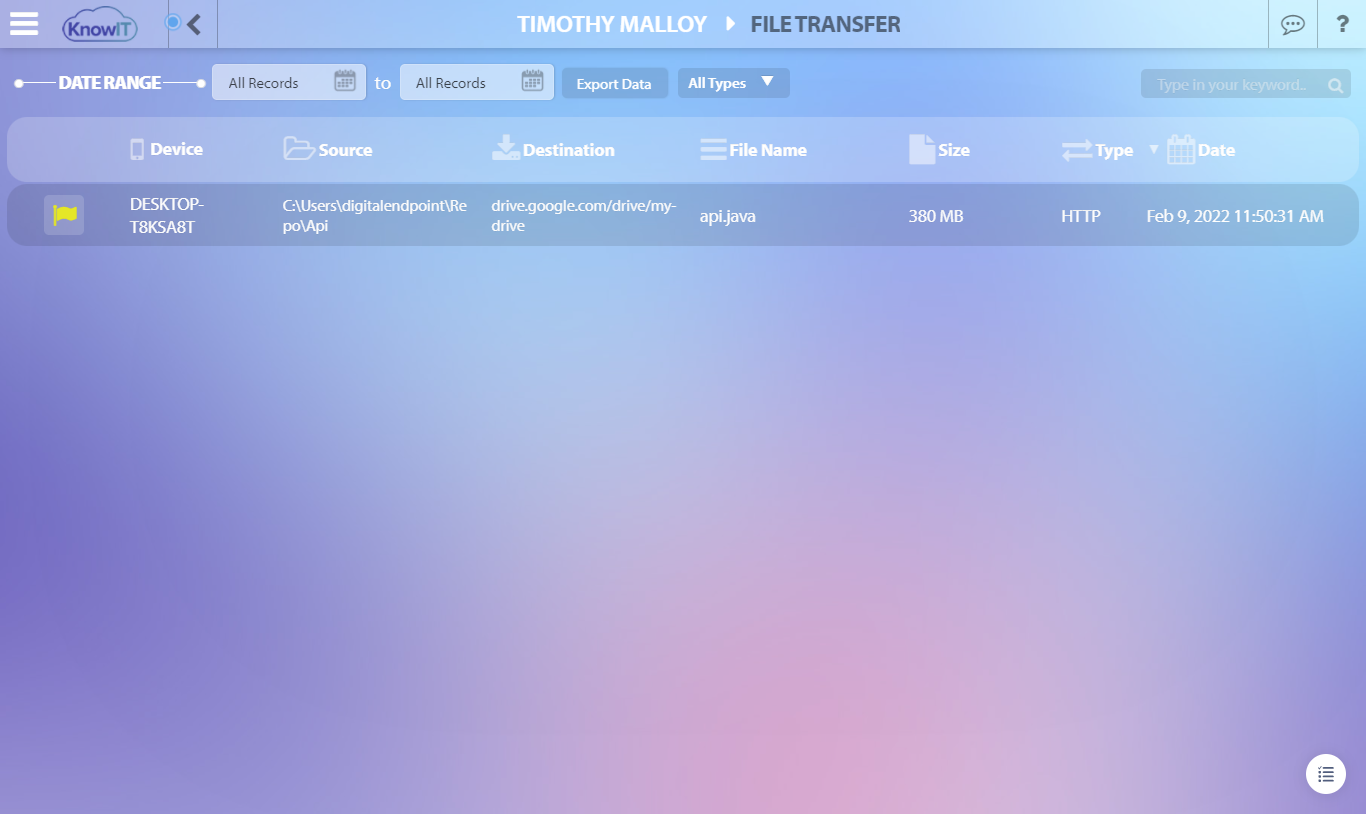 KnowIT
TIMOTHY MALLOY FILE TRANSFER
?
DATE RANGE All Records to All Records Export Data All Types Type in your keyword..
Device Source Destination File Name Size Type Date
DESKTOP-
T8KSA8T
C:\Users\digitalendpoint\Re
po\Api
drive.google.com/drive/my-
drive
api.java
380 MB
HTTP
Feb 9, 2022 11:50:31 AM